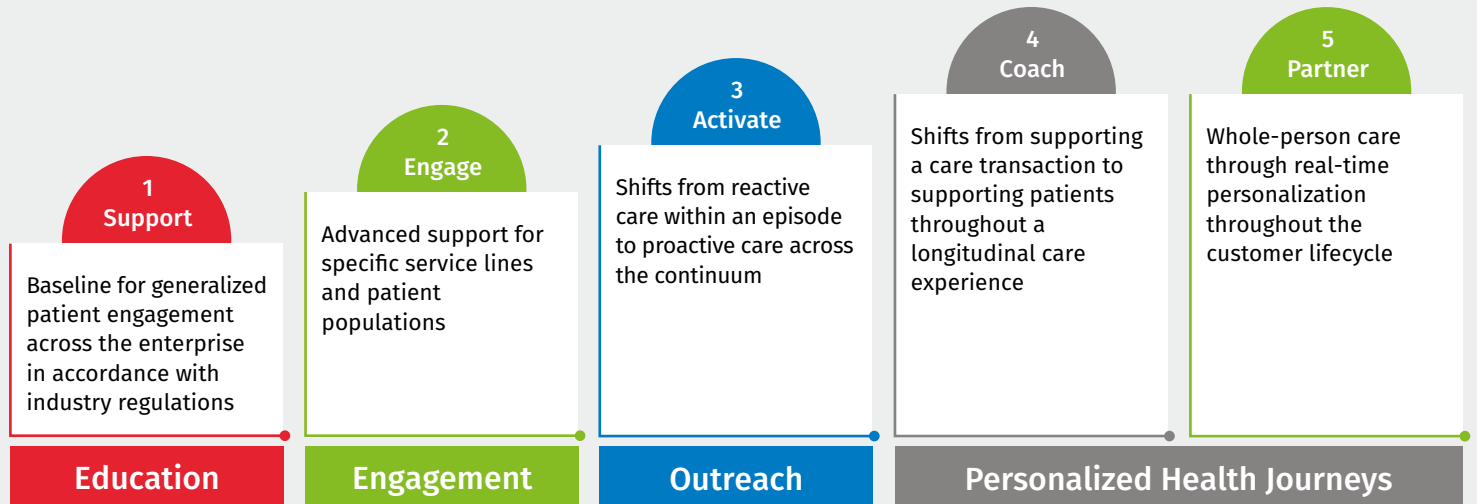 1
Support
Baseline for generalized
patient engagement
across the enterprise
in accordance with
industry regulations
Education
2
Engage
Advanced support for
specific service lines
and patient
populations
Engagement
3
Activate
Shifts from reactive
care within an episode
to proactive care across
the continuum
Outreach
4
Coach
Shifts from supporting
a care transaction to
supporting patients
throughout a
longitudinal care
experience
5
Partner
Whole-person care
through real-time
personalization
throughout the
customer lifecycle
Personalized Health Journeys